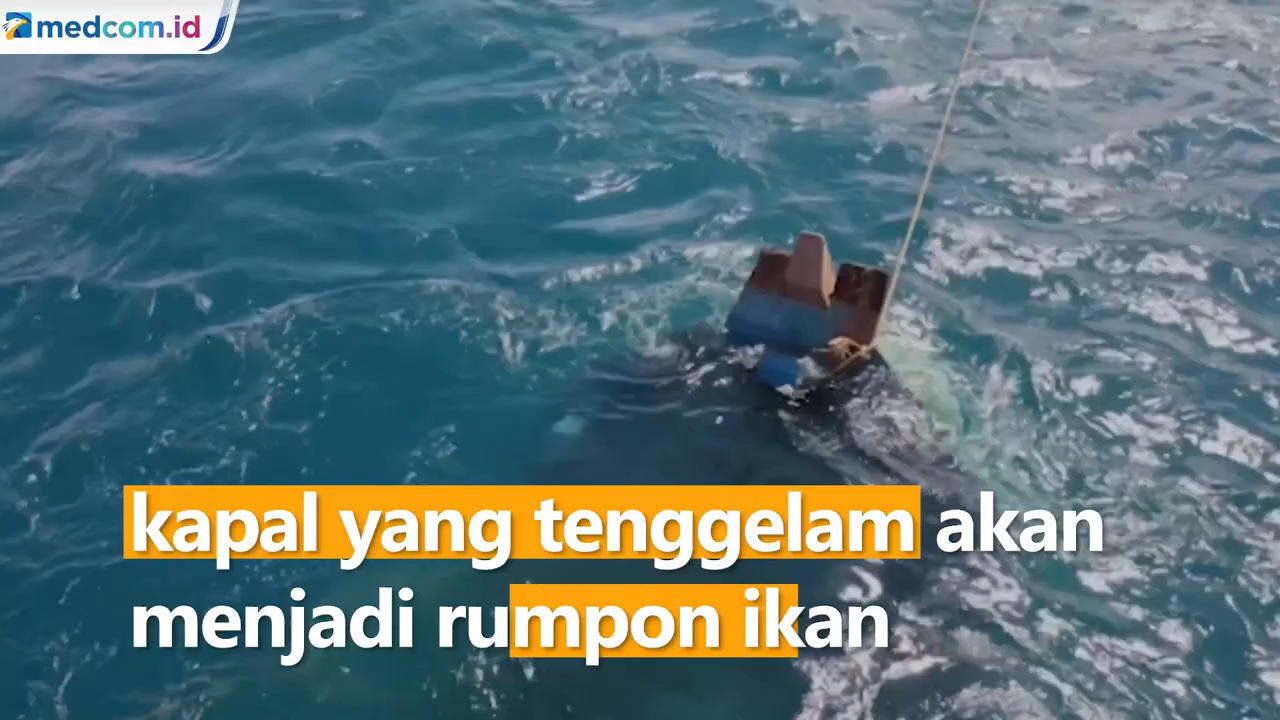 medcom.id
kapal yang tenggelam akan
menjadi rumpon ikan